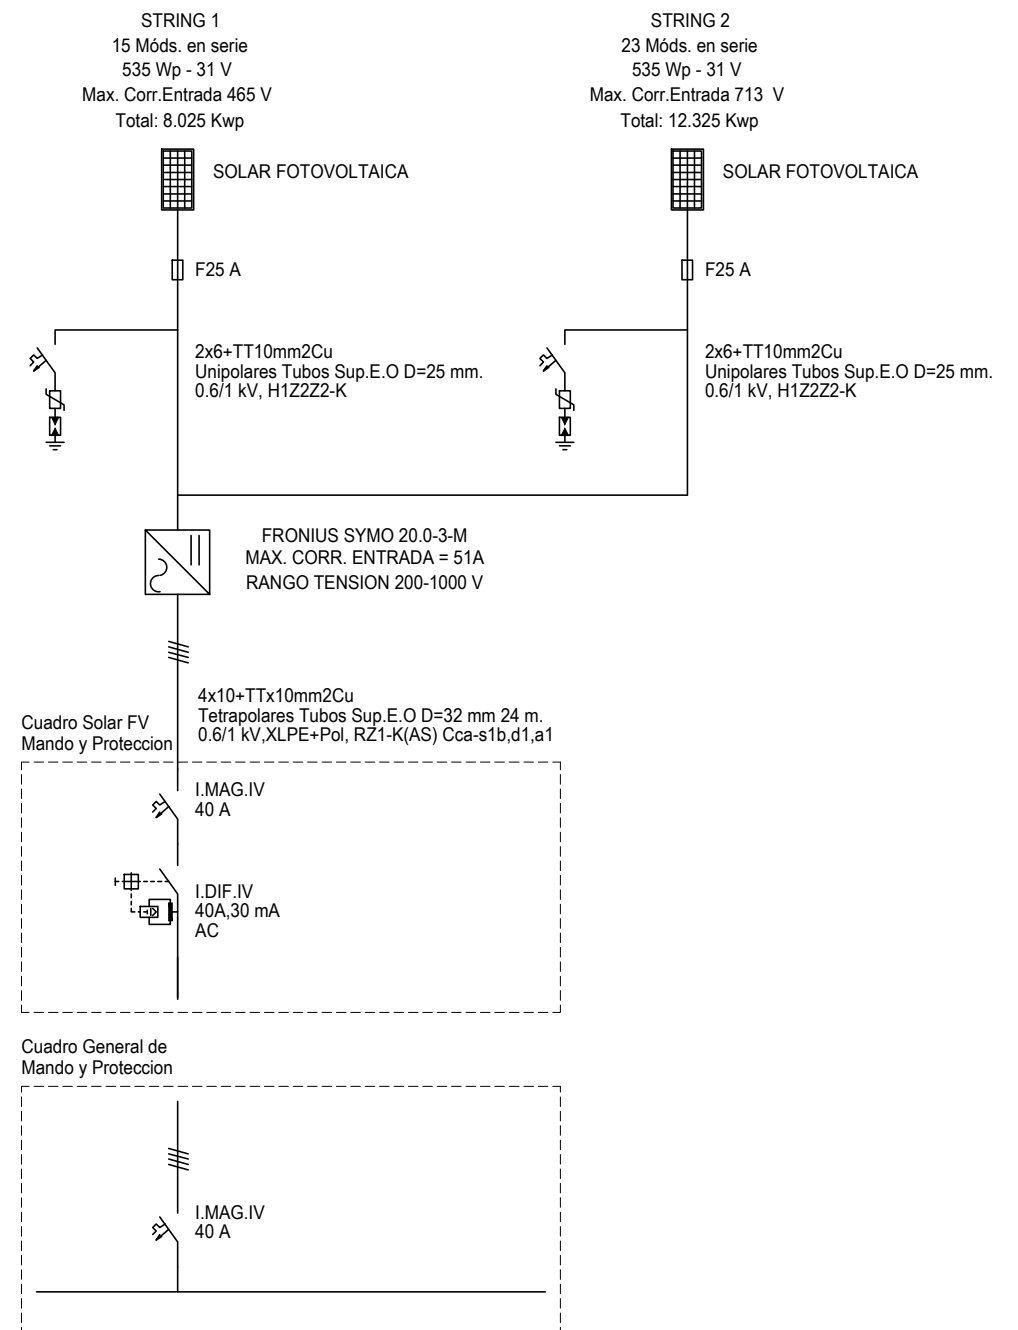 STRING 1
15 Móds. en serie
535 Wp - 31 V
Max. Corr.Entrada 465 V
Total: 8.025 Kwp
STRING 2
23 Móds. en serie
535 Wp - 31 V
Max. Corr.Entrada 713 V
Total: 12.325 Kwp
SOLAR FOTOVOLTAICA
SOLAR FOTOVOLTAICA
F25 A
F25 A
2x6+TT10mm2Cu
Unipolares Tubos Sup.E.O D=25 mm.
0.6/1 kV, H1Z2Z2-K
2x6+TT10mm2Cu
Unipolares Tubos Sup.E.O D=25 mm.
0.6/1 kV, H1Z2Z2-K
FRONIUS SYMO 20.0-3-M
MAX. CORR. ENTRADA = 51A
RANGO TENSION 200-1000 V
4x10+TTx10mm2Cu
Tetrapolares Tubos Sup.E.O D=32 mm 24 m.
0.6/1 kV,XLPE+Pol, RZ1-K(AS) Cca-s1b,d1,a1
Cuadro Solar FV
Mando y Proteccion
I.MAG.IV
40 A
I.DIF.IV
40A,30 mA
AC
Cuadro General de
Mando y Proteccion
I.MAG.IV
40 A